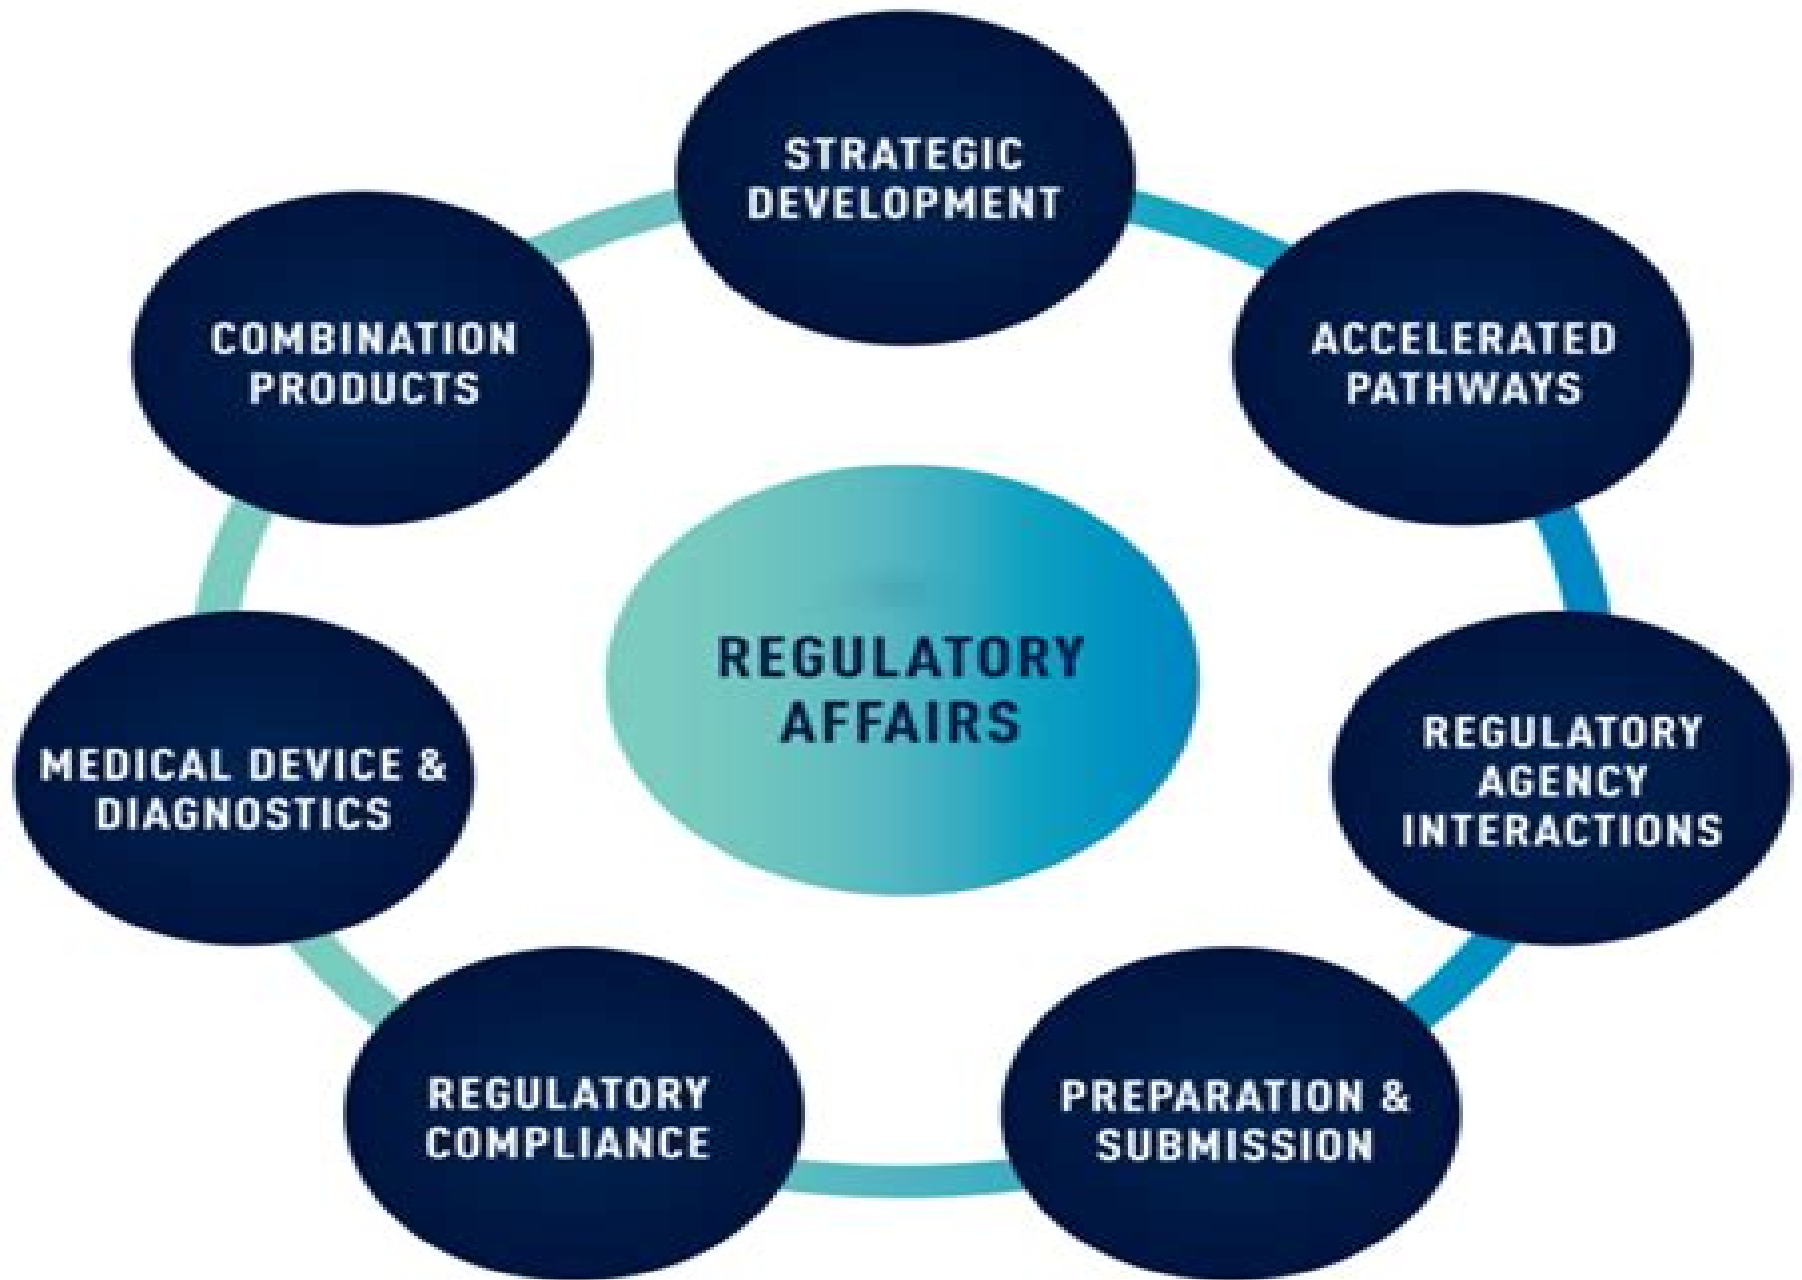 STRATEGIC
DEVELOPMENT
ACCELERATED
PATHWAYS
REGULATORY
AGENCY
INTERACTIONS
PREPARATION &
SUBMISSION
REGULATORY
COMPLIANCE
MEDICAL DEVICE &
DIAGNOSTICS
COMBINATION
PRODUCTS
REGULATORY
AFFAIRS